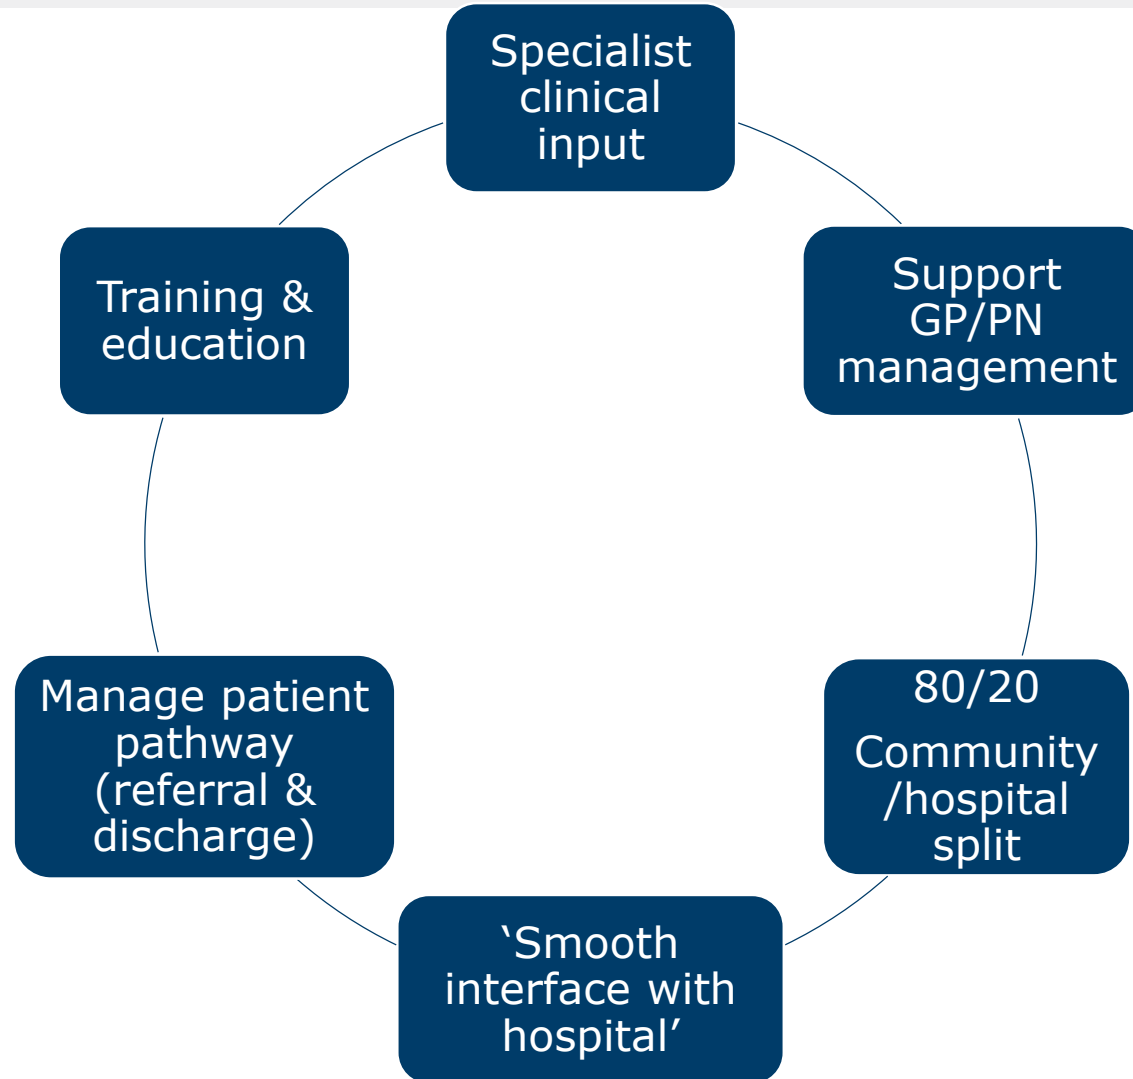 Specialist
clinical
input
Support
GP/PN
management
80/20
Community
/hospital
split
‘Smooth
interface with
hospital’
Manage patient
pathway
(referral &
discharge)
Training &
education